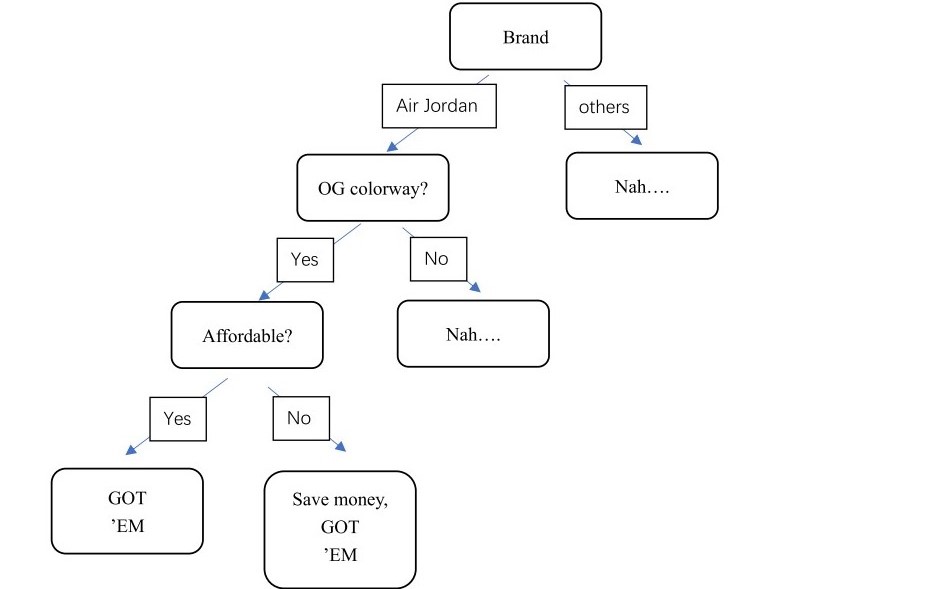 Brand
Air Jordan
others
OG colorway?
Nah….
Yes
No
Affordable?
Nah….
Yes
No
GOT
’EM
Save money,
GOT
’EM